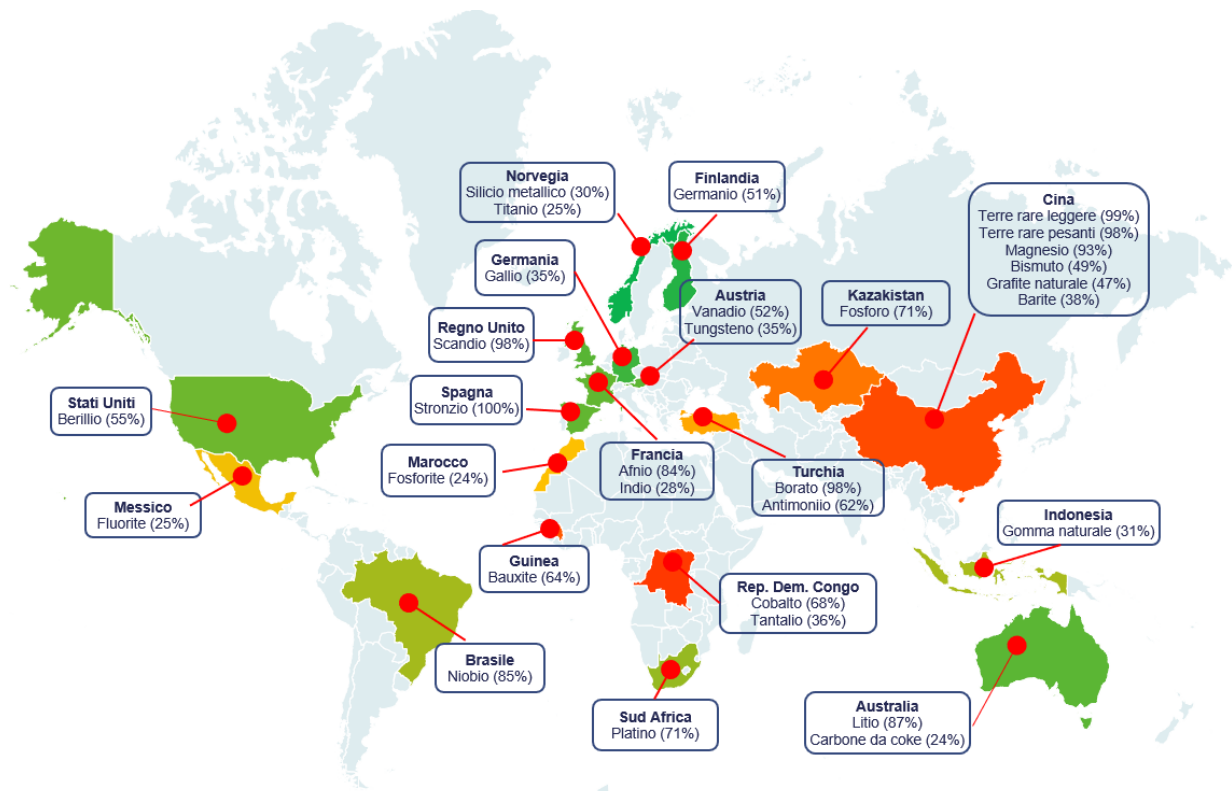 Norvegia
Silicio metallico (30%)
Titanio (25%)
Finlandia
Germanio (51%)
Cina
Terre rare leggere (99%)
Terre rare pesanti (98%)
Magnesio (93%)
Bismuto (49%)
Grafite naturale (47%)
Barite (38%)
Germania
Gallio (35%)
Austria
Vanadio (52%)
Tungsteno (35%)
Kazakistan
Fosforo (71%)
Regno Unito
Scandio (98%)
Stati Uniti
Berillio (55%)
Spagna
Stronzio (100%)
Marocco
Fosforite (24%)
Francia
Afnio (84%)
Indio (28%)
Turchia
Borato (98%)
Antimoniio (62%)
Messico
Fluorite (25%)
Indonesia
Gomma naturale (31%)
Guinea
Bauxite (64%)
Rep. Dem. Congo
Cobalto (68%)
Tantalio (36%)
Brasile
Niobio (85%)
Sud Africa
Platino (71%)
Australia
Litio (87%)
Carbone da coke (24%)